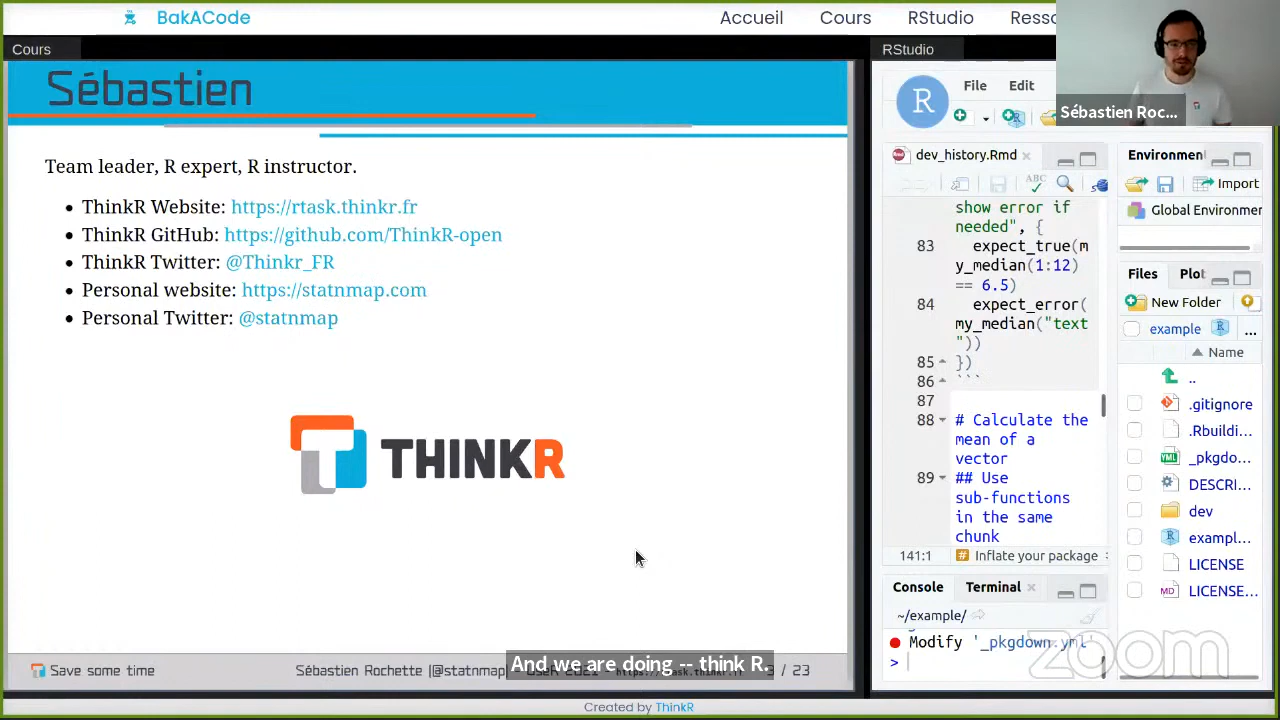 BakACode
Accueil
Cours
RStudio
Cours
RStudio
Sébastien
Team leader, R expert, R instructor.
ThinkR Website: https://rtask.thinkr.fr
ThinkR GitHub: https://github.com/ThinkR-open
ThinkR Twitter: @Thinkr_FR
Personal website: https://statnmap.com
Personal Twitter: @statnmap
THINKR
Save some time
Sébastien Rochette (@statnmap)
2021
/ 23
And we are doing -- think R.
Sébastien Roc...
R
File
Edit
dev_history.Rmd
ABC
show error if
needed", {
83 expect_true(m
y_median(1:12)
== 6.5)
84 expect_error(
my_median("text
"))
85 })
86 ```
87
88 # Calculate the
mean of a
vector
89 ## Use
sub-functions
in the same
chunk
141:1
# Inflate your package
Console
Terminal
~/example/
Modify '_pkgdown.yml'
>
Import
Files
New Folder
example
...
Name
..
.gitignore
.Rbuildi...
_pkgdo...
DESCRI...
dev
exampl...
LICENSE
LICENSE...
zoom
Created by ThinkR